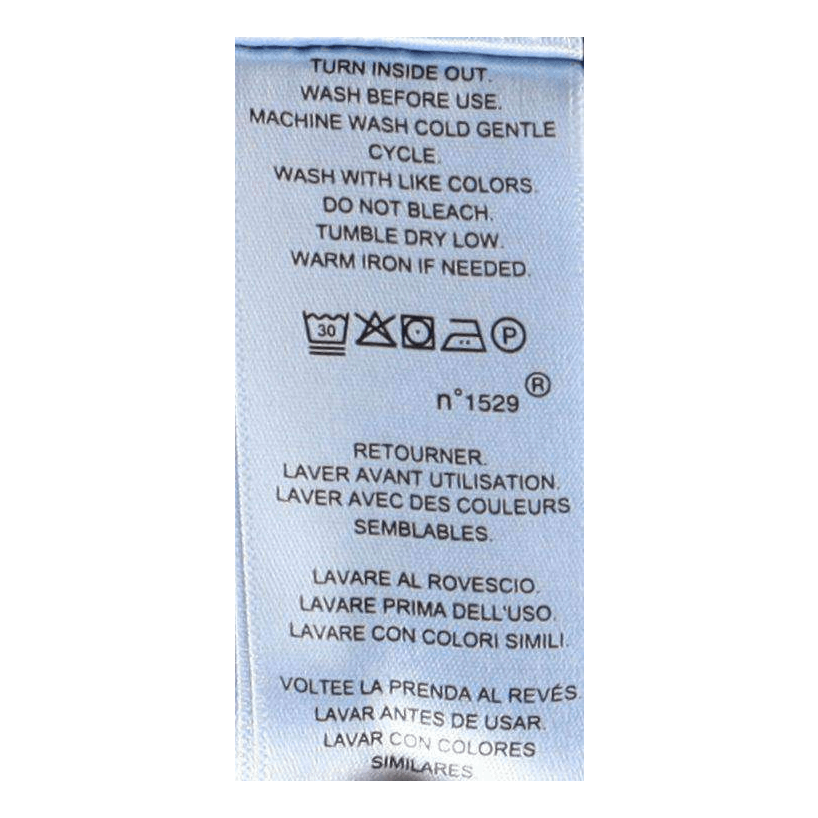 TURN INSIDE OUT.
WASH BEFORE USE.
MACHINE WASH COLD GENTLE
CYCLE.
WASH WITH LIKE COLORS.
DO NOT BLEACH.
TUMBLE DRY LOW.
WARM IRON IF NEEDED.
30 P
n°1529 ®
RETOURNER.
LAVER AVANT UTILISATION.
LAVER AVEC DES COULEURS
SEMBLABLES.
LAVARE AL ROVESCIO.
LAVARE PRIMA DELL'USO.
LAVARE CON COLORI SIMILI.
VOLTEE LA PRENDA AL REVÉS.
LAVAR ANTES DE USAR.
LAVAR CON COLORES
SIMILARES